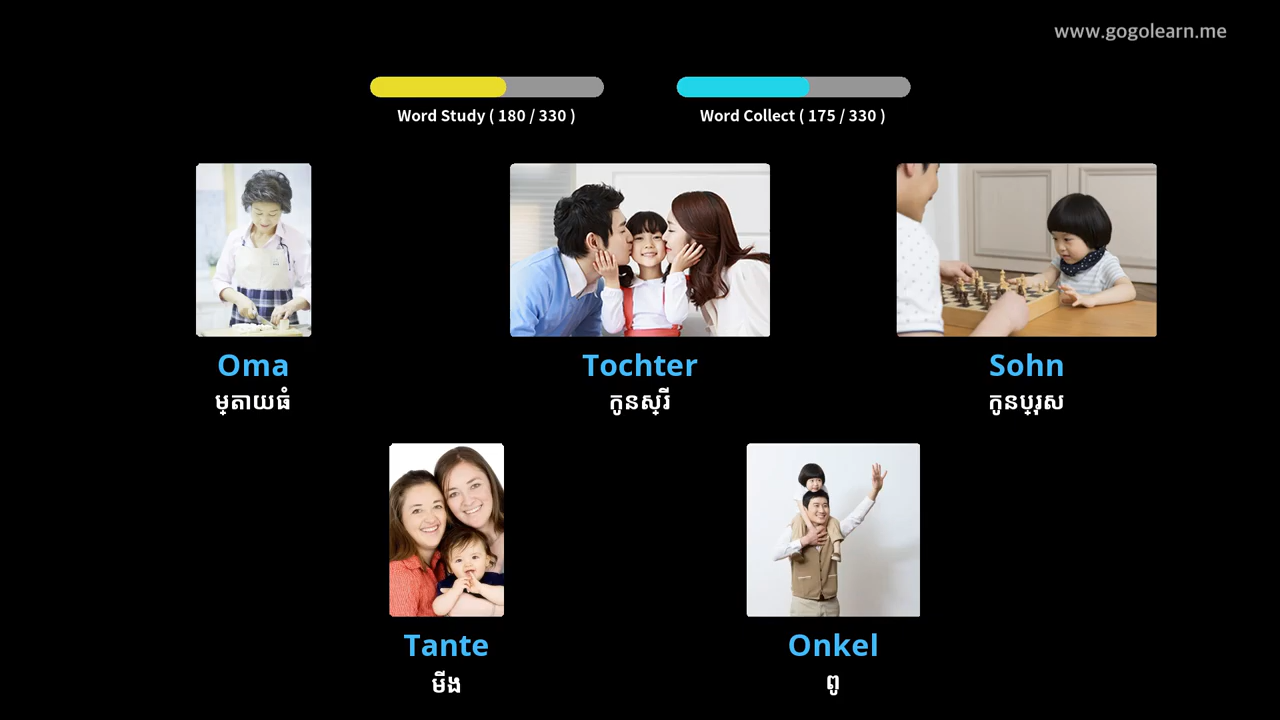 www.gogolearn.me
Word Study ( 180 / 330 )
Word Collect ( 175 / 330 )
Oma
ម្តាយធំ
Tochter
កូនស្រី
Sohn
កូនប្រុស
Tante
មីង
Onkel
ពូ